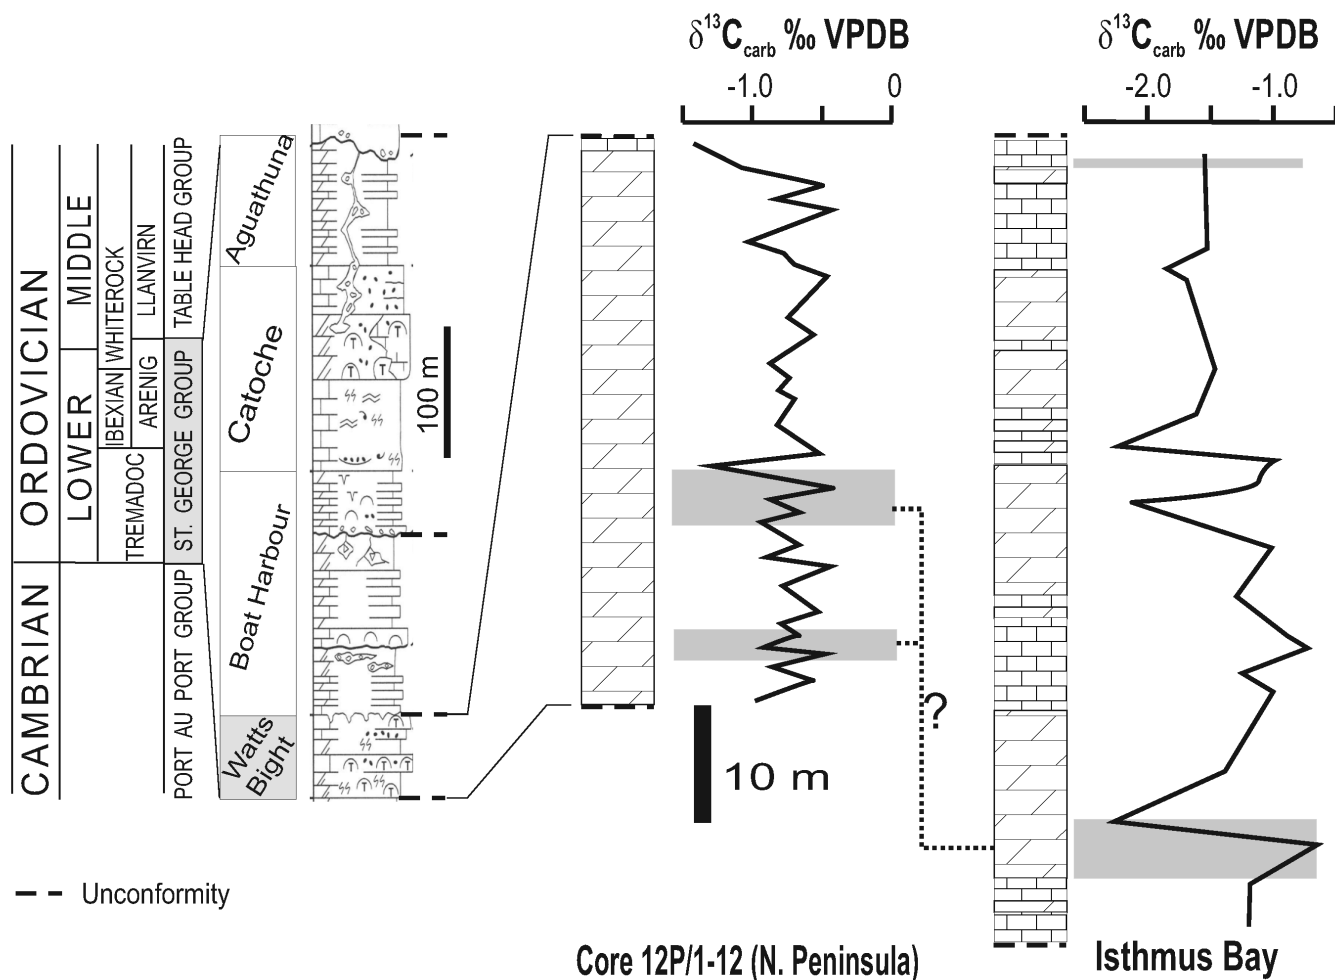 δ13Ccarb ‰ VPDB
-1.0 0
δ13Ccarb ‰ VPDB
-2.0 -1.0
CAMBRIAN
ORDOVICIAN
LOWER
MIDDLE
TREMADOC
IBEXIAN
WHITEROCK
ARENIG
LLANVIRN
PORT AU PORT GROUP
ST. GEORGE GROUP
TABLE HEAD GROUP
Aguathuna
Catoche
Boat Harbour
Watts
Bight
100 m
10 m
?
Unconformity
Core 12P/1-12 (N. Peninsula)
Isthmus Bay